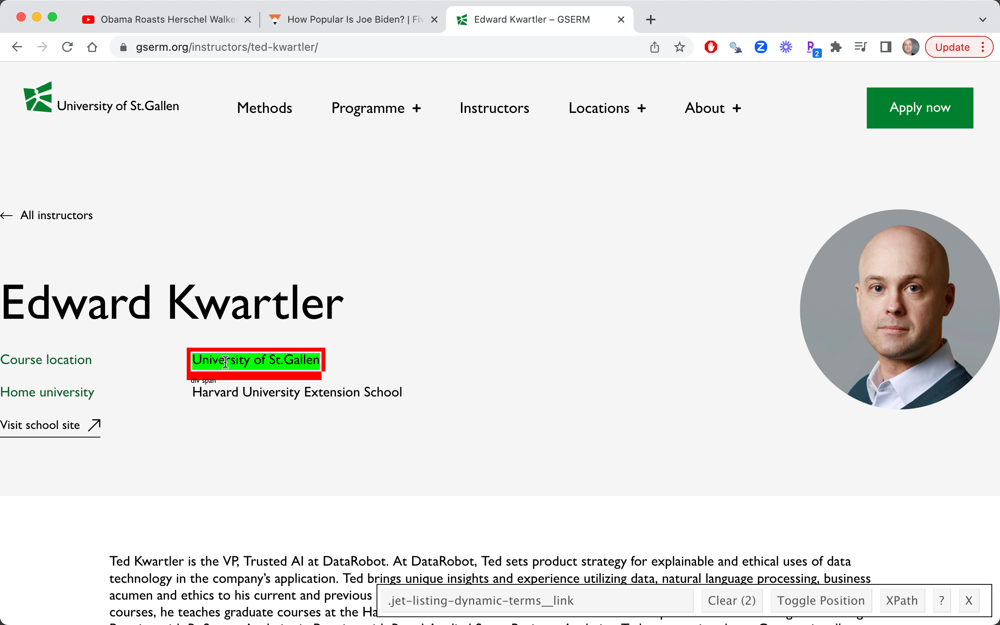 Obama Roasts Herschel Walke
How Popular Is Joe Biden? | Fiv
Edward Kwartler – GSERM
gserm.org/instructors/ted-kwartler/
2
Update
University of St.Gallen
Methods
Programme +
Instructors
Locations +
About +
Apply now
← All instructors
Edward Kwartler
Course location
University of St.Gallen
div span
Home university
Harvard University Extension School
Visit school site
Ted Kwartler is the VP, Trusted AI at DataRobot. At DataRobot, Ted sets product strategy for explainable and ethical uses of data
technology in the company’s application. Ted brings unique insights and experience utilizing data, natural language processing, business
acumen and ethics to his current and previous
courses, he teaches graduate courses at the Ha
.jet-listing-dynamic-terms__link
Clear (2)
Toggle Position
XPath
?
X